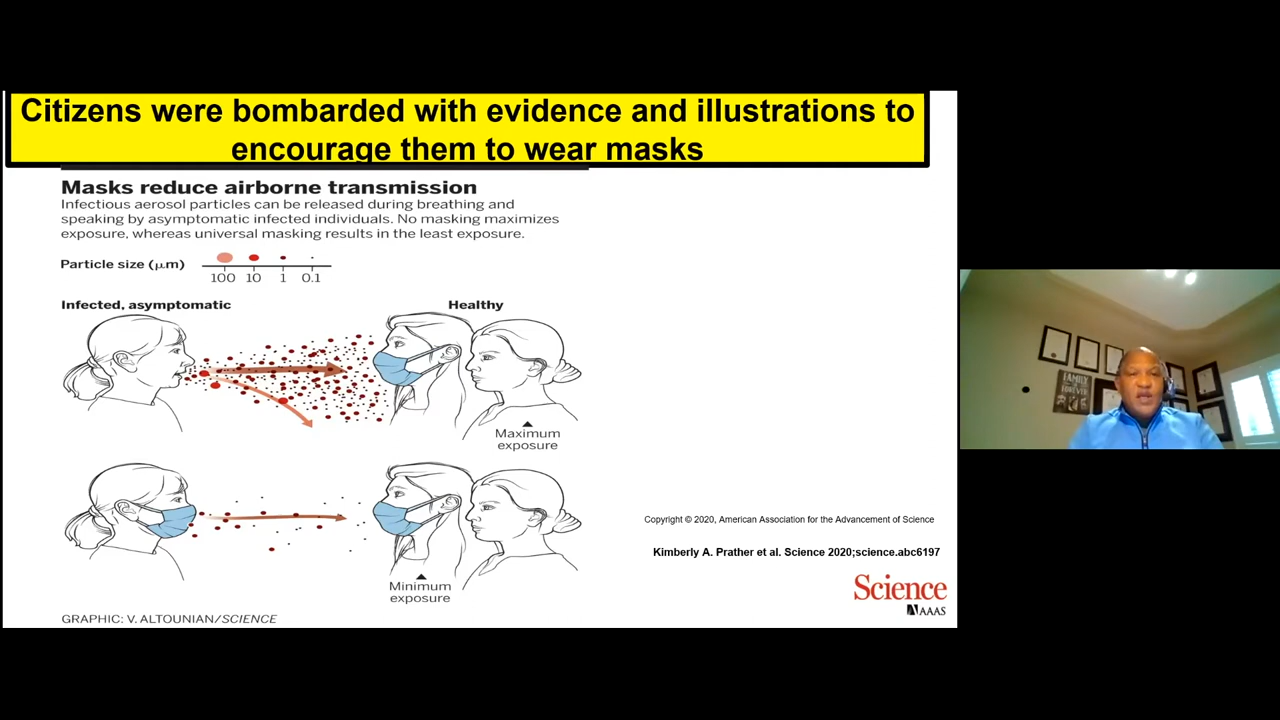 Citizens were bombarded with evidence and illustrations to
encourage them to wear masks
Masks reduce airborne transmission
Infectious aerosol particles can be released during breathing and
speaking by asymptomatic infected individuals. No masking maximizes
exposure, whereas universal masking results in the least exposure.
Particle size (μm)
100 10 1 0.1
Infected, asymptomatic
Healthy
Maximum
exposure
Minimum
exposure
GRAPHIC: V. ALTOUNIAN/SCIENCE
Copyright © 2020, American Association for the Advancement of Science
Kimberly A. Prather et al. Science 2020;science.abc6197
Science
AAAS
FAMILY
FOREVER